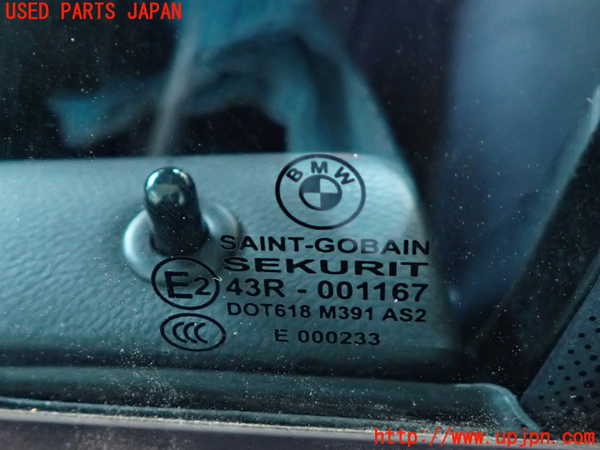 USED PARTS JAPAN
BMW
SAINT-GOBAIN
SEKURIT
E2 43R - 001167
DOT618 M391 AS2
CCC E 000233
http://www.upjpn.com